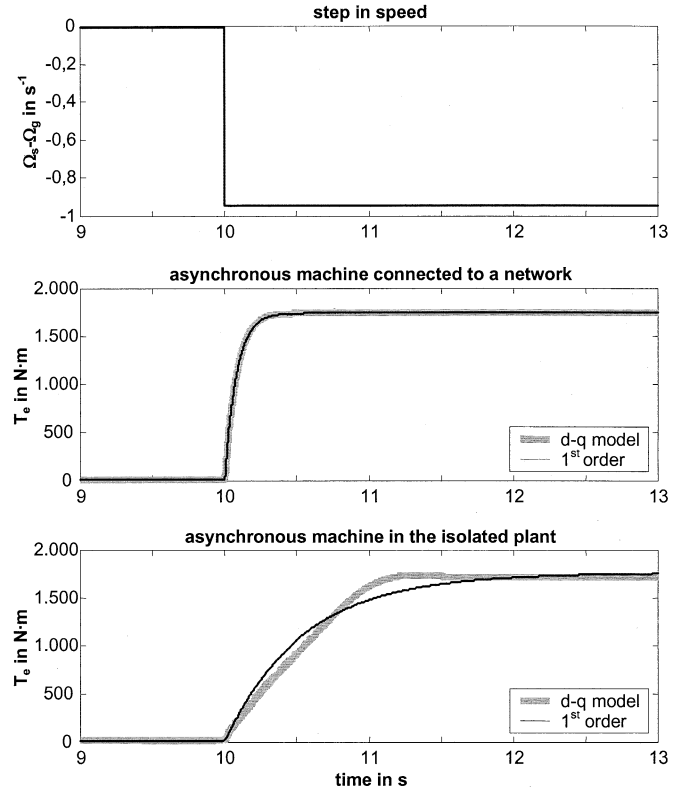 step in speed
Ωs-Ωg in s⁻¹
0
-0,2
-0,4
-0,6
-0,8
-1
9
10
11
12
13
asynchronous machine connected to a network
Te in N·m
2.000
1.500
1.000
500
0
d-q model
1st order
9
10
11
12
13
asynchronous machine in the isolated plant
Te in N·m
2.000
1.500
1.000
500
0
d-q model
1st order
9
10
11
12
13
time in s